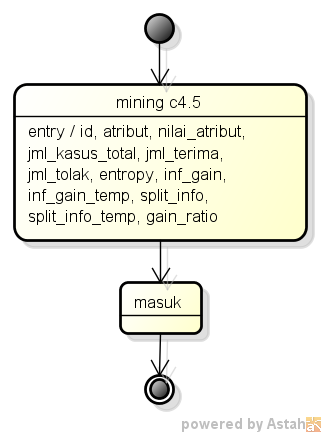 mining c4.5
entry / id, atribut, nilai_atribut,
jml_kasus_total, jml_terima,
jml_tolak, entropy, inf_gain,
inf_gain_temp, split_info,
split_info_temp, gain_ratio
masuk
powered by Astah